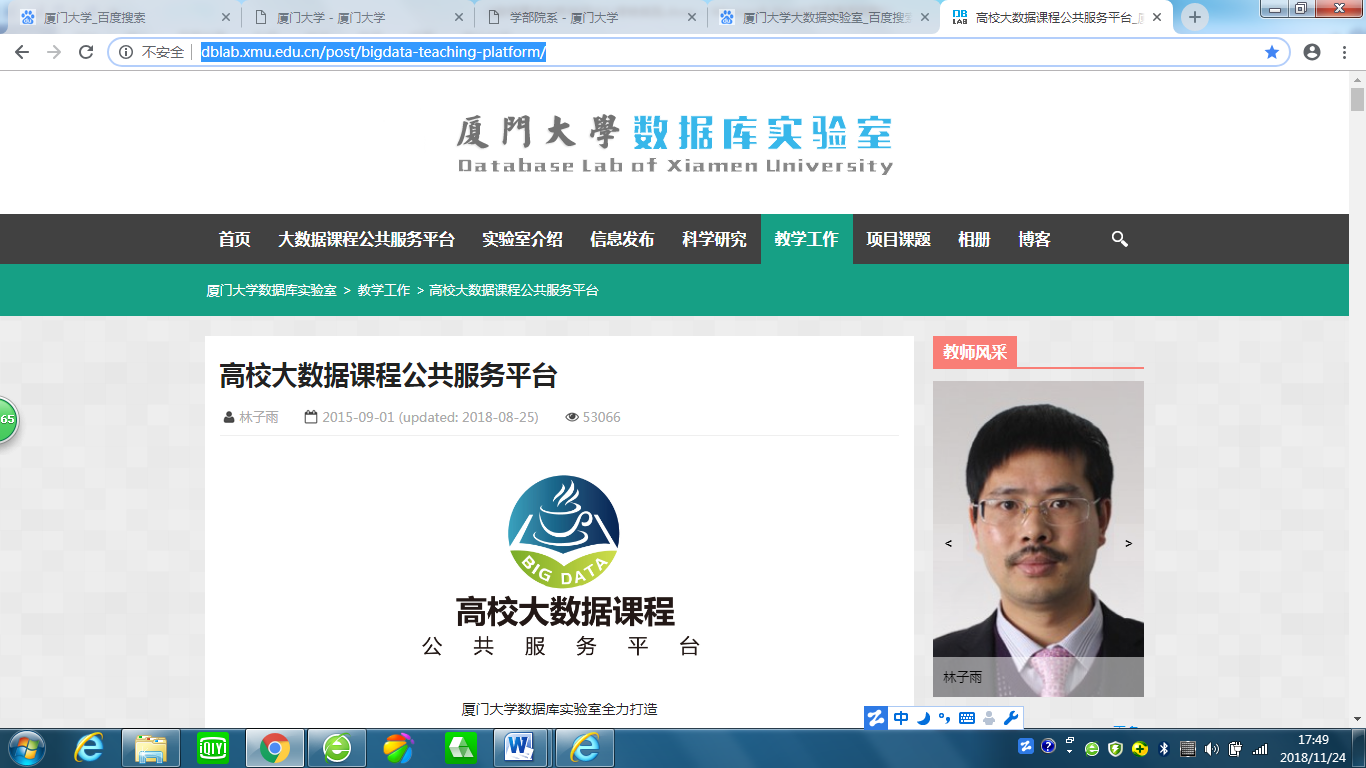 厦门大学_百度搜索
厦门大学 - 厦门大学
学部院系 - 厦门大学
厦门大学大数据实验室_百度搜
高校大数据课程公共服务平台_
不安全 dblab.xmu.edu.cn/post/bigdata-teaching-platform/
厦門大學 数据库实验室
Database Lab of Xiamen University
首页 大数据课程公共服务平台 实验室介绍 信息发布 科学研究 教学工作 项目课题 相册 博客
厦门大学数据库实验室 > 教学工作 > 高校大数据课程公共服务平台
高校大数据课程公共服务平台
林子雨 2015-09-01 (updated: 2018-08-25) 53066
BIG DATA
高校大数据课程
公共服务平台
厦门大学数据库实验室全力打造
教师风采
< >
林子雨
65
中
iQIY
17:49
2018/11/24